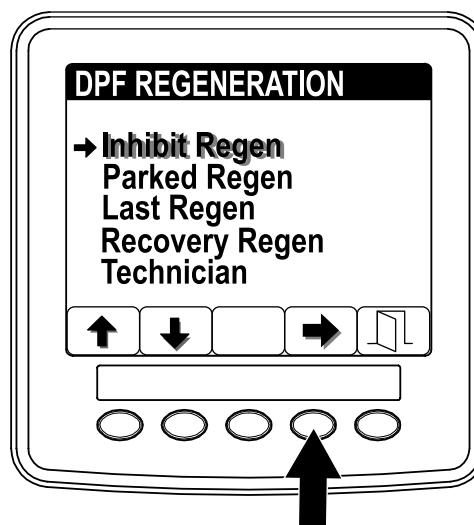 DPF REGENERATION
Inhibit Regen
Parked Regen
Last Regen
Recovery Regen
Technician